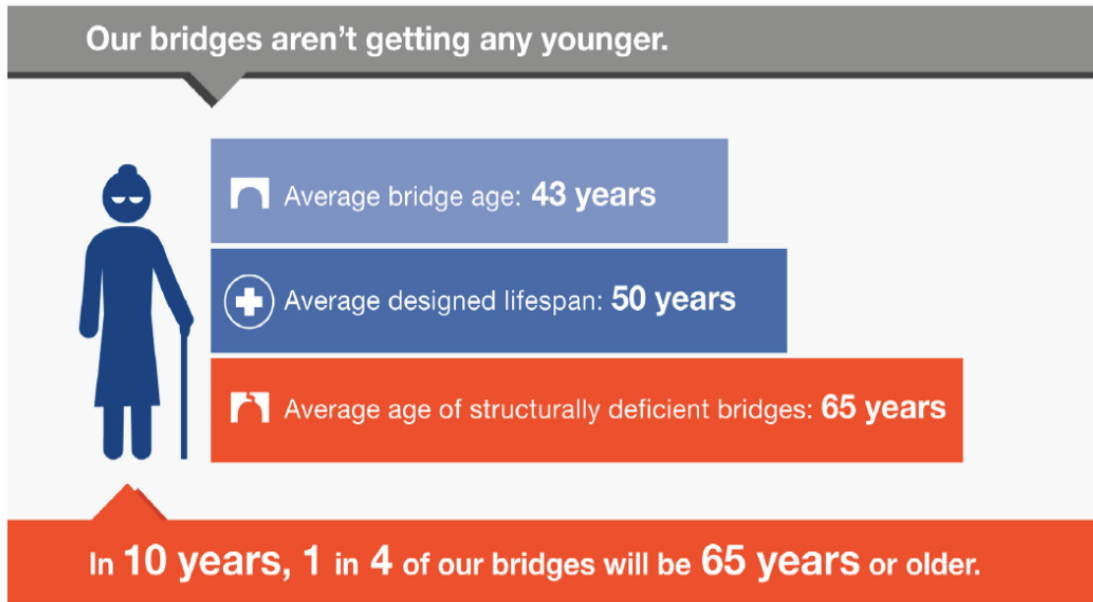 Our bridges aren't getting any younger.
Average bridge age: 43 years
Average designed lifespan: 50 years
Average age of structurally deficient bridges: 65 years
In 10 years, 1 in 4 of our bridges will be 65 years or older.